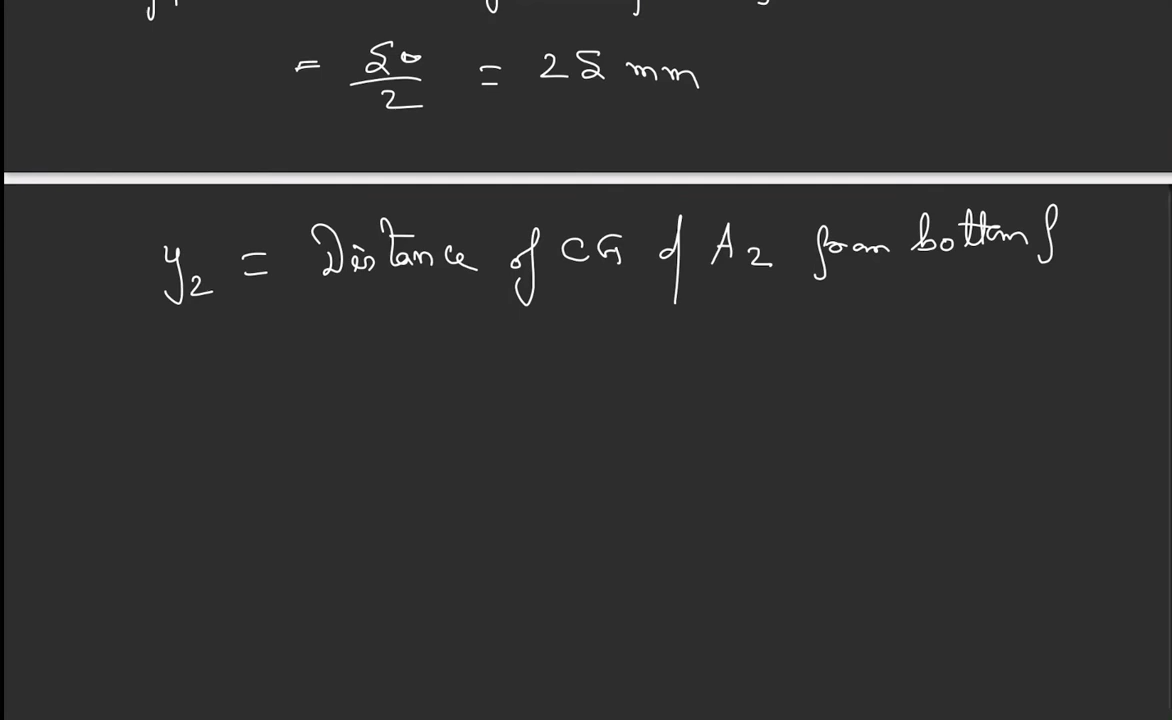 = 50/2 = 25 mm
y2 = Distance of CG of A2 from bottom f